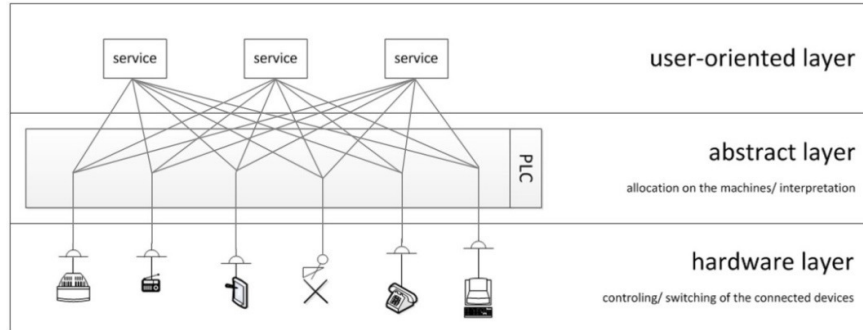 service
service
service
user-oriented layer
PLC
abstract layer
allocation on the machines/ interpretation
hardware layer
controling/ switching of the connected devices